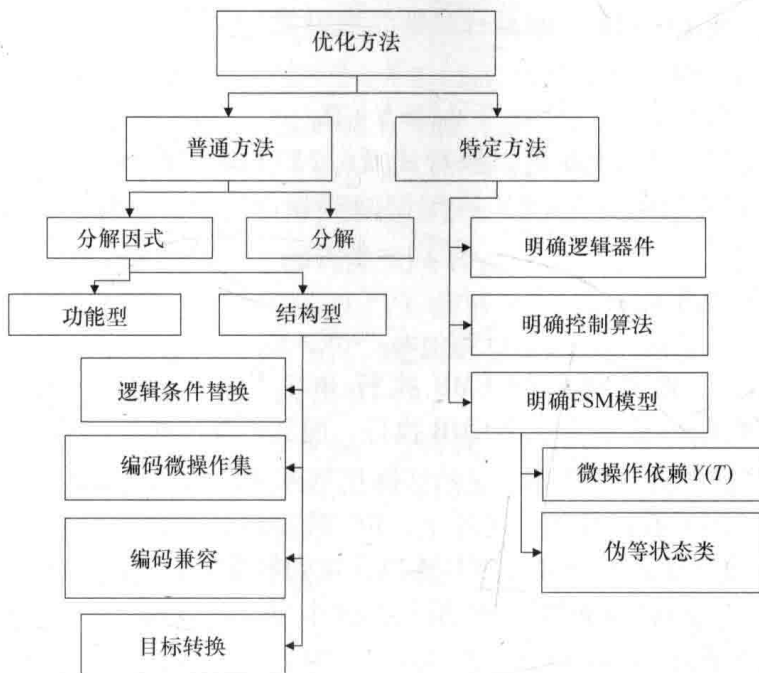 优化方法
普通方法
特定方法
分解因式
分解
明确逻辑器件
功能型
结构型
明确控制算法
逻辑条件替换
明确FSM模型
编码微操作集
微操作依赖Y(T)
编码兼容
伪等状态类
目标转换